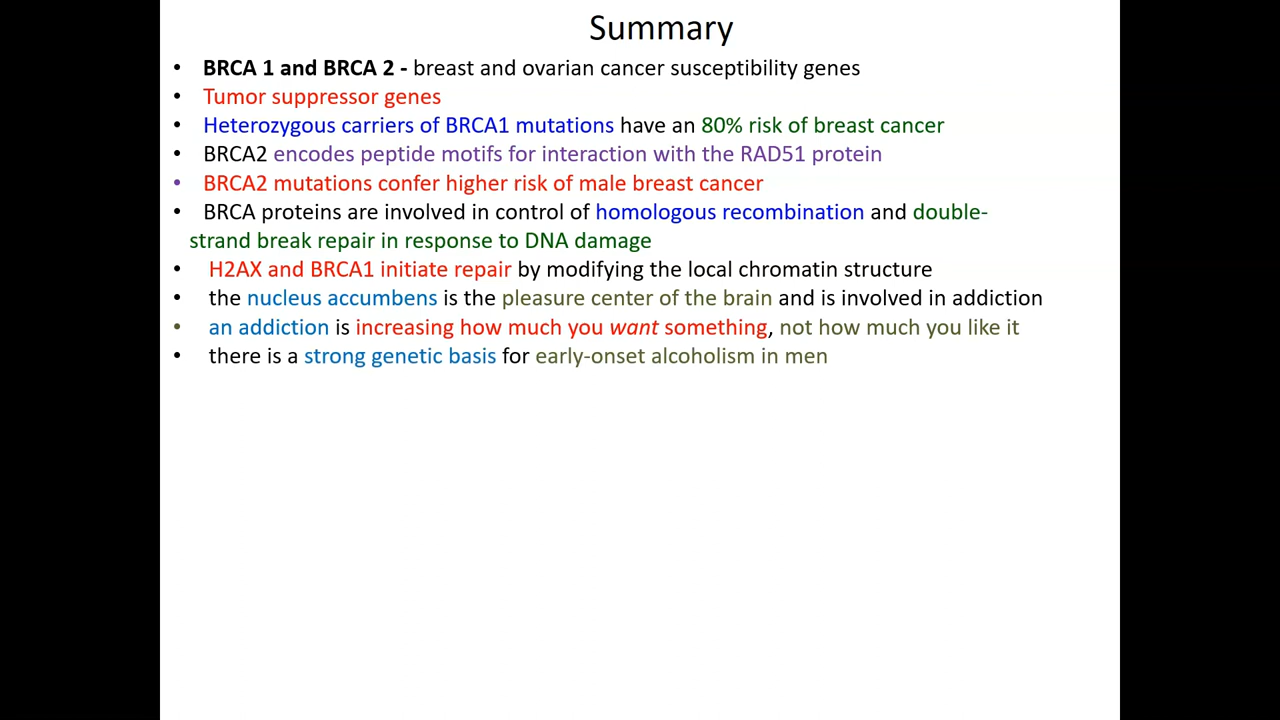 Summary
• BRCA 1 and BRCA 2 - breast and ovarian cancer susceptibility genes
• Tumor suppressor genes
• Heterozygous carriers of BRCA1 mutations have an 80% risk of breast cancer
• BRCA2 encodes peptide motifs for interaction with the RAD51 protein
• BRCA2 mutations confer higher risk of male breast cancer
• BRCA proteins are involved in control of homologous recombination and double-
strand break repair in response to DNA damage
• H2AX and BRCA1 initiate repair by modifying the local chromatin structure
• the nucleus accumbens is the pleasure center of the brain and is involved in addiction
• an addiction is increasing how much you want something, not how much you like it
• there is a strong genetic basis for early-onset alcoholism in men